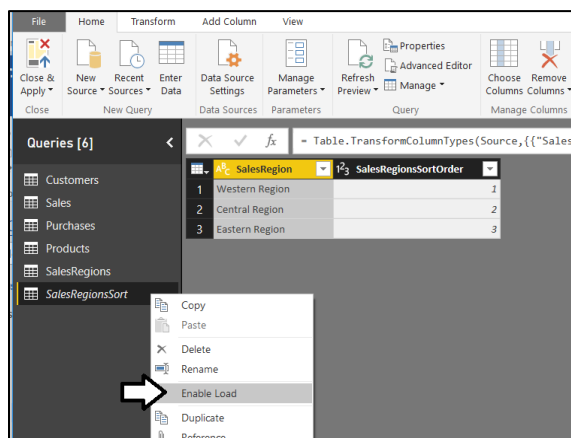 File Home Transform Add Column View
Close & Apply
New Source
Recent Sources
Enter Data
Data Source Settings
Manage Parameters
Refresh Preview
Properties
Advanced Editor
Manage
Choose Columns
Remove Columns
Close New Query Data Sources Parameters Query Manage Columns
Queries [6] fx = Table.TransformColumnTypes(Source,{{"Sales
ABC SalesRegion 123 SalesRegionsSortOrder
1 Western Region 1
2 Central Region 2
3 Eastern Region 3
Customers
Sales
Purchases
Products
SalesRegions
SalesRegionsSort
Copy
Paste
Delete
Rename
Enable Load
Duplicate
Reference